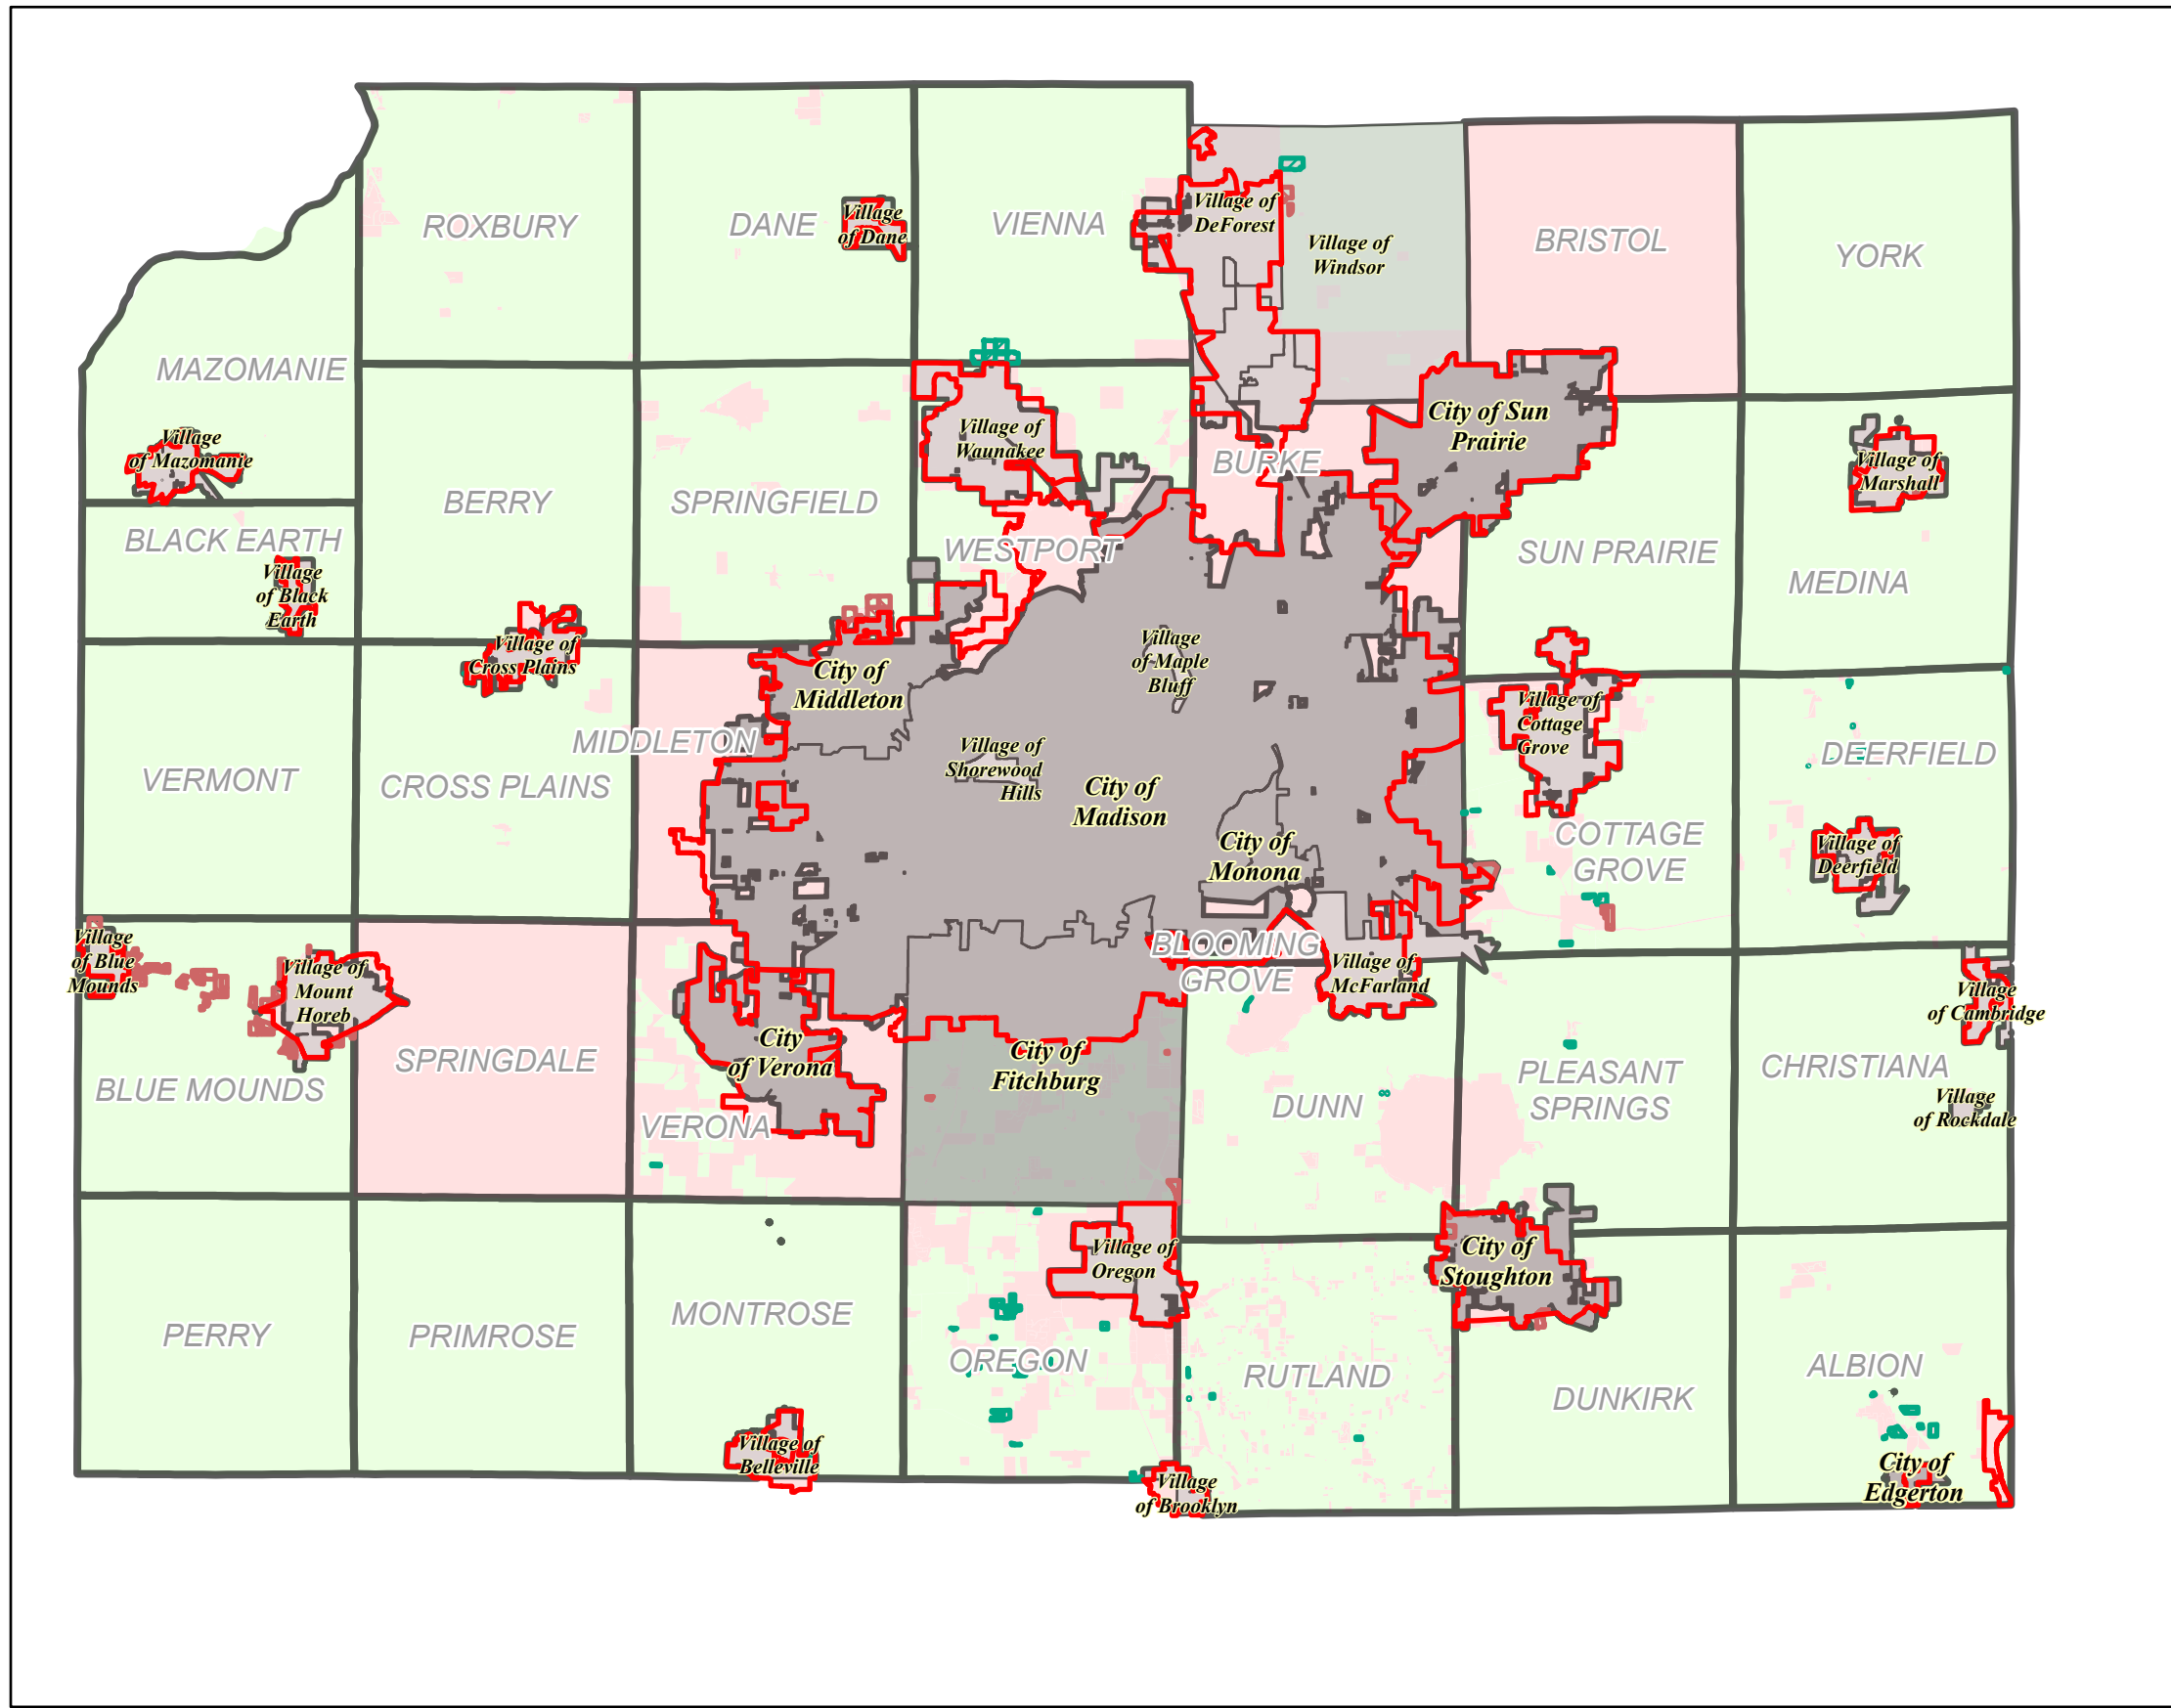 ROXBURY
DANE
Village
of Dane
VIENNA
Village of
DeForest
Village of
Windsor
BRISTOL
YORK
MAZOMANIE
Village
of Mazomanie
BERRY
SPRINGFIELD
Village of
Waunakee
BURKE
City of Sun
Prairie
Village of
Marshall
BLACK EARTH
Village
of Black
Earth
WESTPORT
SUN PRAIRIE
MEDINA
Village of
Cross Plains
City of
Middleton
Village
of Maple
Bluff
Village of
Cottage
Grove
VERMONT
CROSS PLAINS
MIDDLETON
Village of
Shorewood
Hills
City of
Madison
DEERFIELD
City of
Monona
COTTAGE
GROVE
Village of
Deerfield
Village
of Blue
Mounds
Village of
Mount
Horeb
BLOOMING
GROVE
Village of
McFarland
Village
of Cambridge
BLUE MOUNDS
SPRINGDALE
City
of Verona
VERONA
City of
Fitchburg
DUNN
PLEASANT
SPRINGS
CHRISTIANA
Village
of Rockdale
PERRY
PRIMROSE
MONTROSE
Village of
Oregon
OREGON
RUTLAND
City of
Stoughton
DUNKIRK
ALBION
Village of
Belleville
Village
of Brooklyn
City of
Edgerton